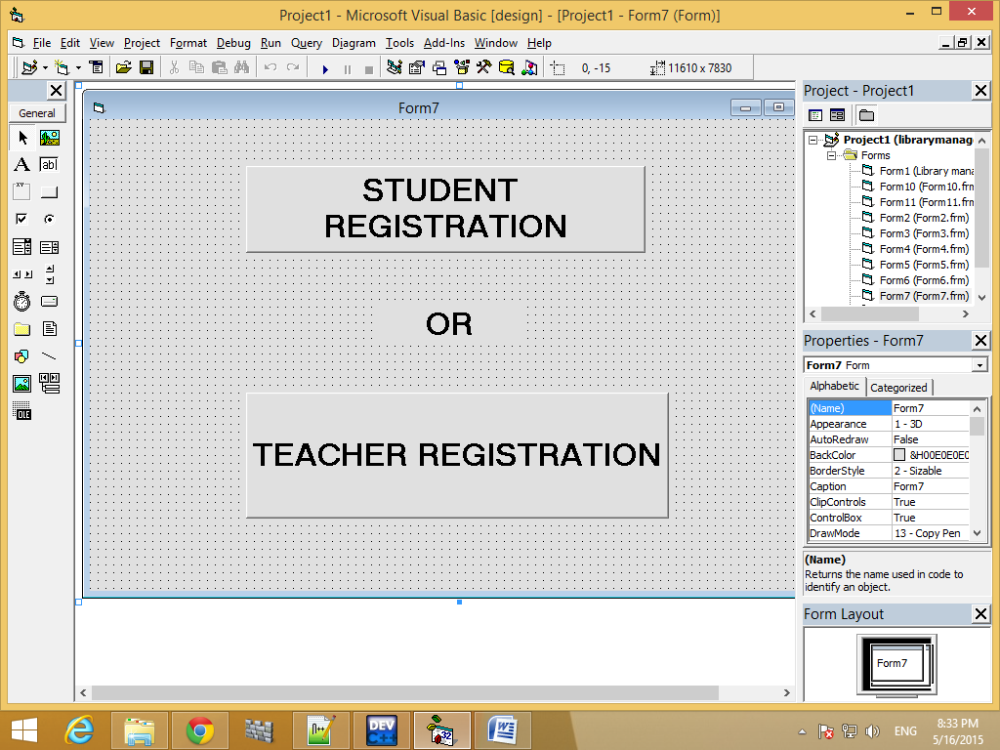 Project1 - Microsoft Visual Basic [design] - [Project1 - Form7 (Form)]
File Edit View Project Format Debug Run Query Diagram Tools Add-Ins Window Help
0, -15 11610 x 7830
General
A ab|
xy
OLE
Form7
STUDENT
REGISTRATION
OR
TEACHER REGISTRATION
Project - Project1
Project1 (librarymanag
Forms
Form1 (Library mana
Form10 (Form10.frm
Form11 (Form11.frm
Form2 (Form2.frm)
Form3 (Form3.frm)
Form4 (Form4.frm)
Form5 (Form5.frm)
Form6 (Form6.frm)
Form7 (Form7.frm)
Properties - Form7
Form7 Form
Alphabetic Categorized
(Name) Form7
Appearance 1 - 3D
AutoRedraw False
BackColor &H00E0E0E0
BorderStyle 2 - Sizable
Caption Form7
ClipControls True
ControlBox True
DrawMode 13 - Copy Pen
(Name)
Returns the name used in code to
identify an object.
Form Layout
Form7
DEV
C++
32
W
ENG
8:33 PM
5/16/2015